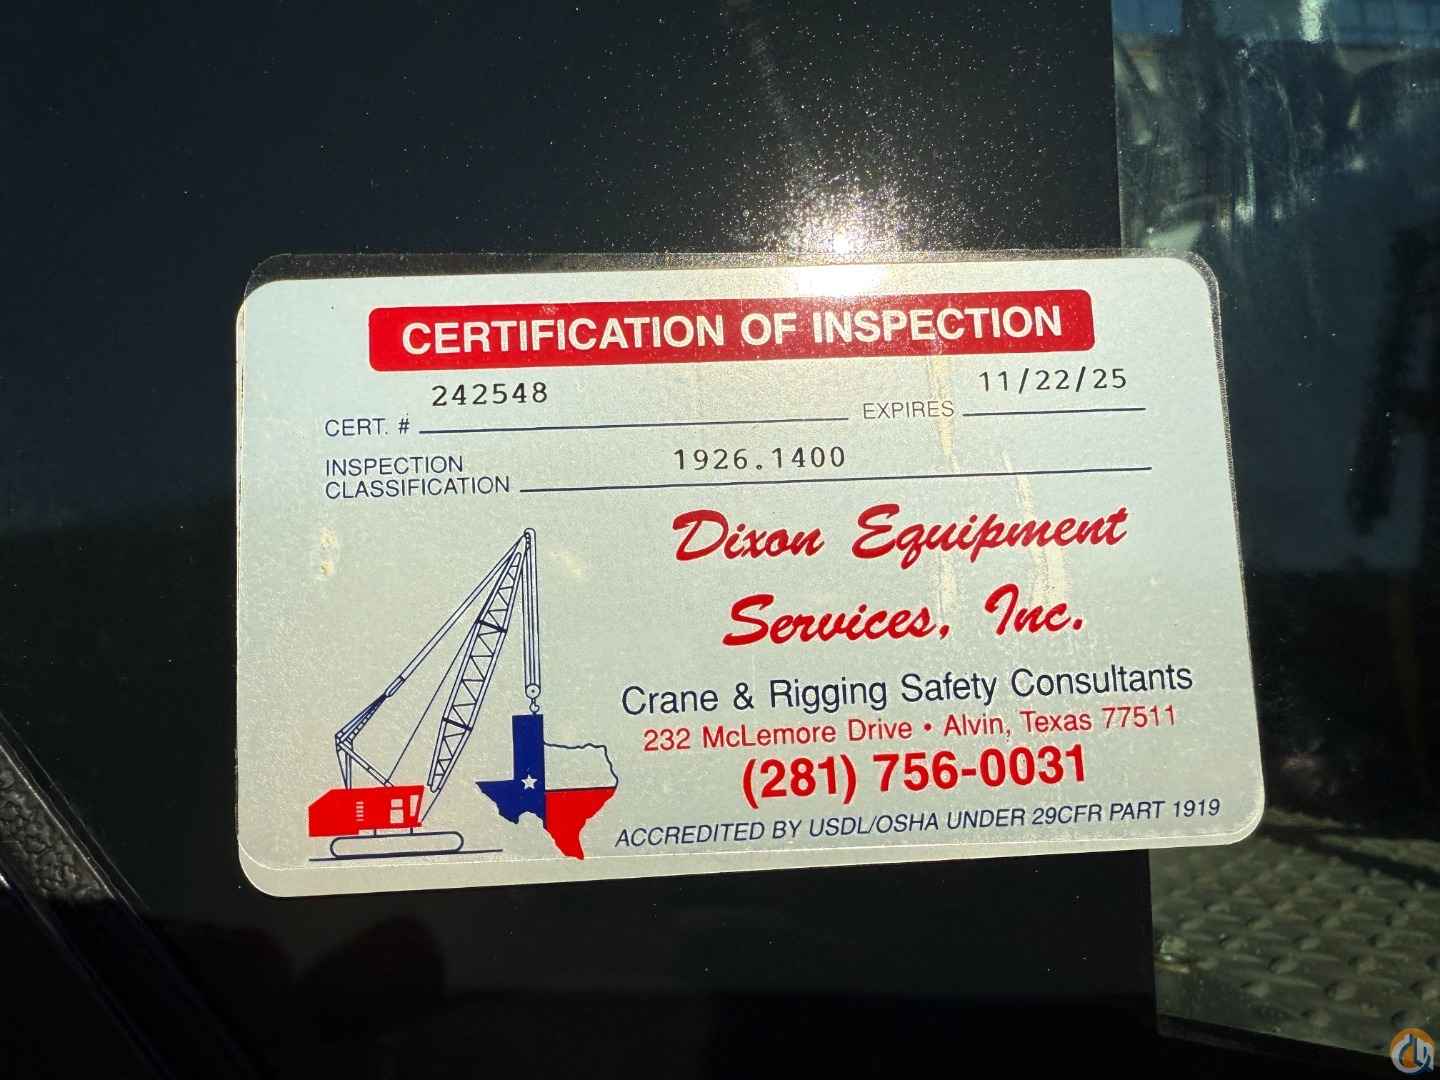 CERTIFICATION OF INSPECTION
CERT. # 242548 EXPIRES 11/22/25
INSPECTION
CLASSIFICATION 1926.1400
Dixon Equipment
Services, Inc.
Crane & Rigging Safety Consultants
232 McLemore Drive • Alvin, Texas 77511
(281) 756-0031
ACCREDITED BY USDL/OSHA UNDER 29CFR PART 1919